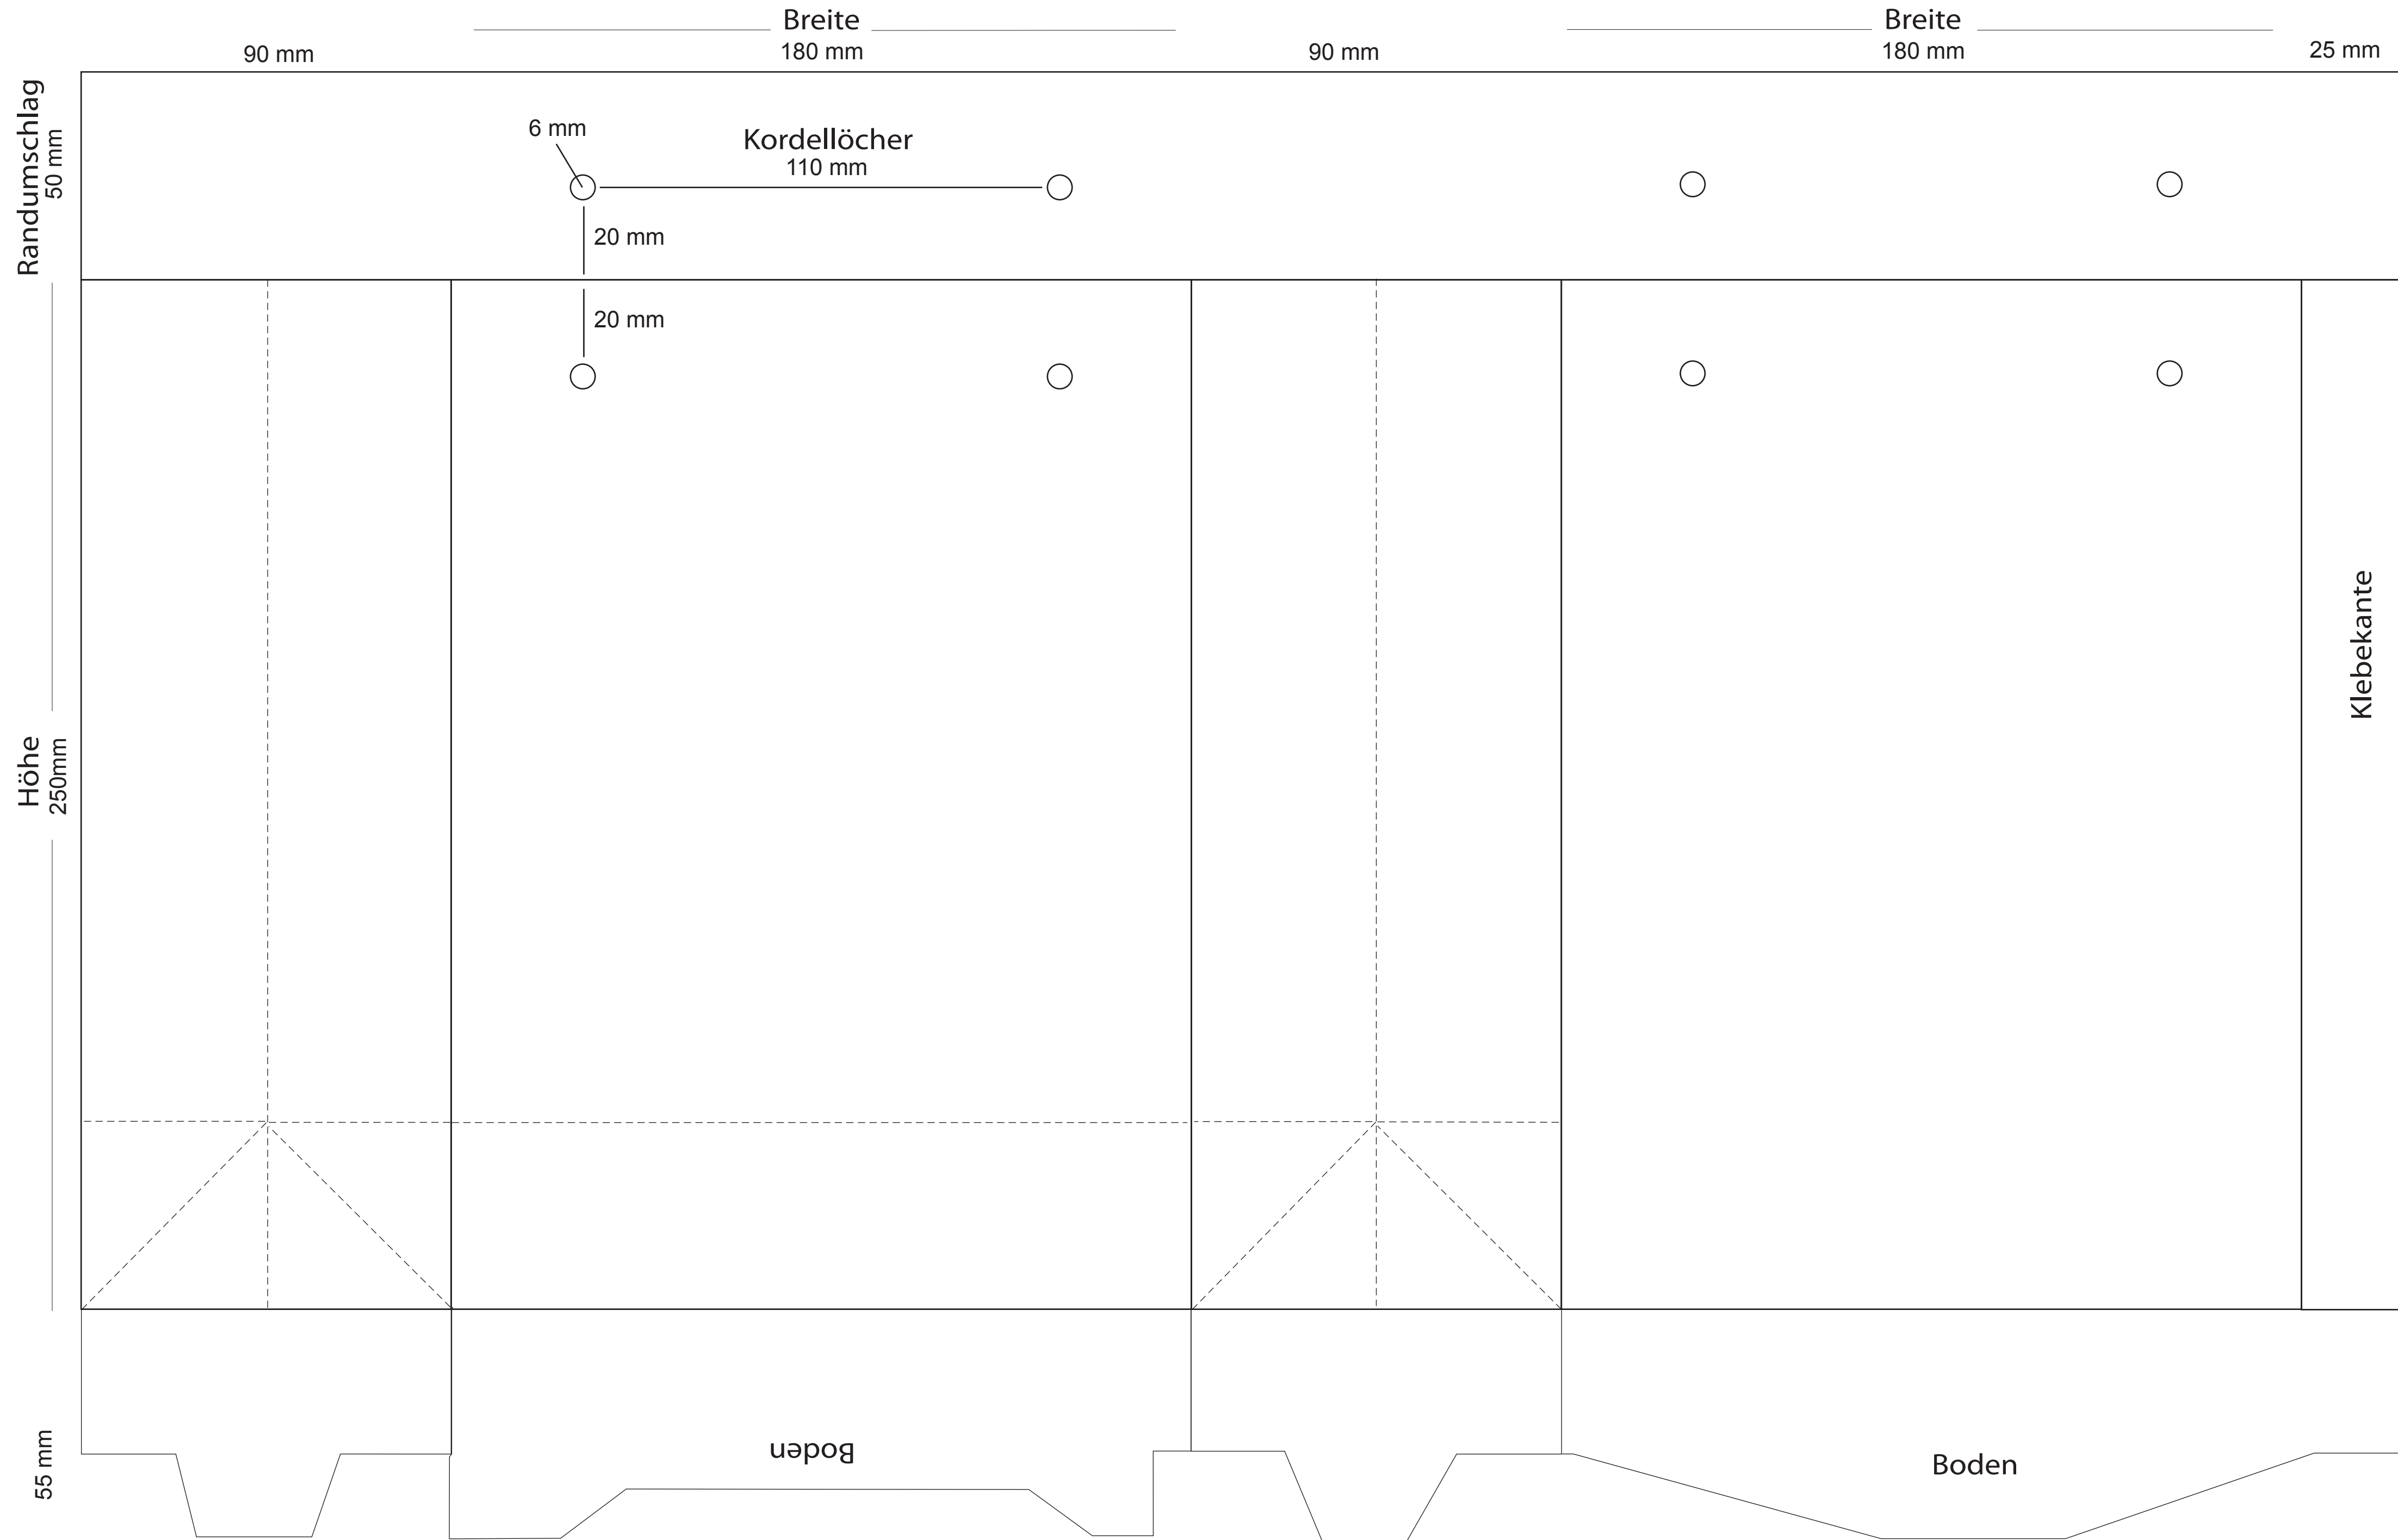 Breite
Breite
90 mm
180 mm
90 mm
180 mm
25 mm
Randumschlag
50 mm
6 mm
Kordellöcher
110 mm
20 mm
20 mm
Höhe
250mm
Klebekante
55 mm
Boden
Boden